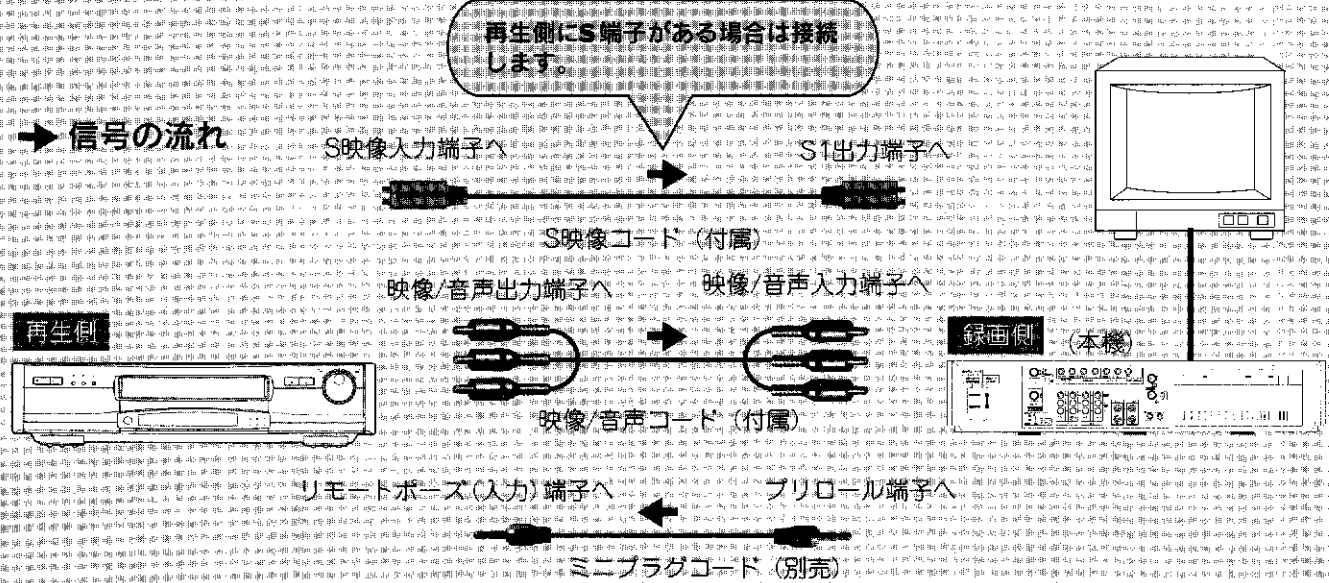 再生側にS端子がある場合は接続
します。
信号の流れ
S映像入力端子へ
S1出力端子へ
S映像コード（付属）
映像/音声出力端子へ
映像/音声入力端子へ
再生側
録画側
(本機)
映像/音声コード（付属）
リモートポーズ(入力)端子へ
プリロール端子へ
ミニプラグコード（別売）